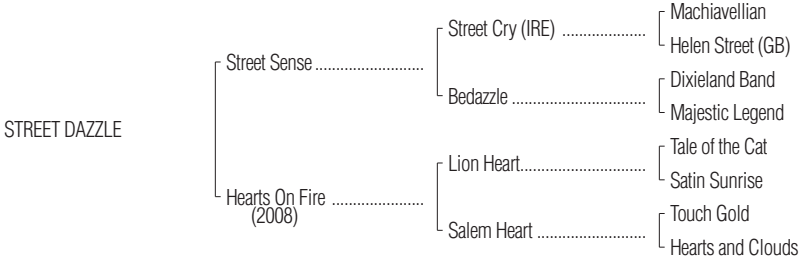 Machiavellian
Street Cry (IRE) ....................
Helen Street (GB)
Street Sense ..........................
Dixieland Band
Bedazzle ................................
Majestic Legend
STREET DAZZLE
Tale of the Cat
Lion Heart..............................
Satin Sunrise
Hearts On Fire ......................
(2008)
Touch Gold
Salem Heart ..........................
Hearts and Clouds